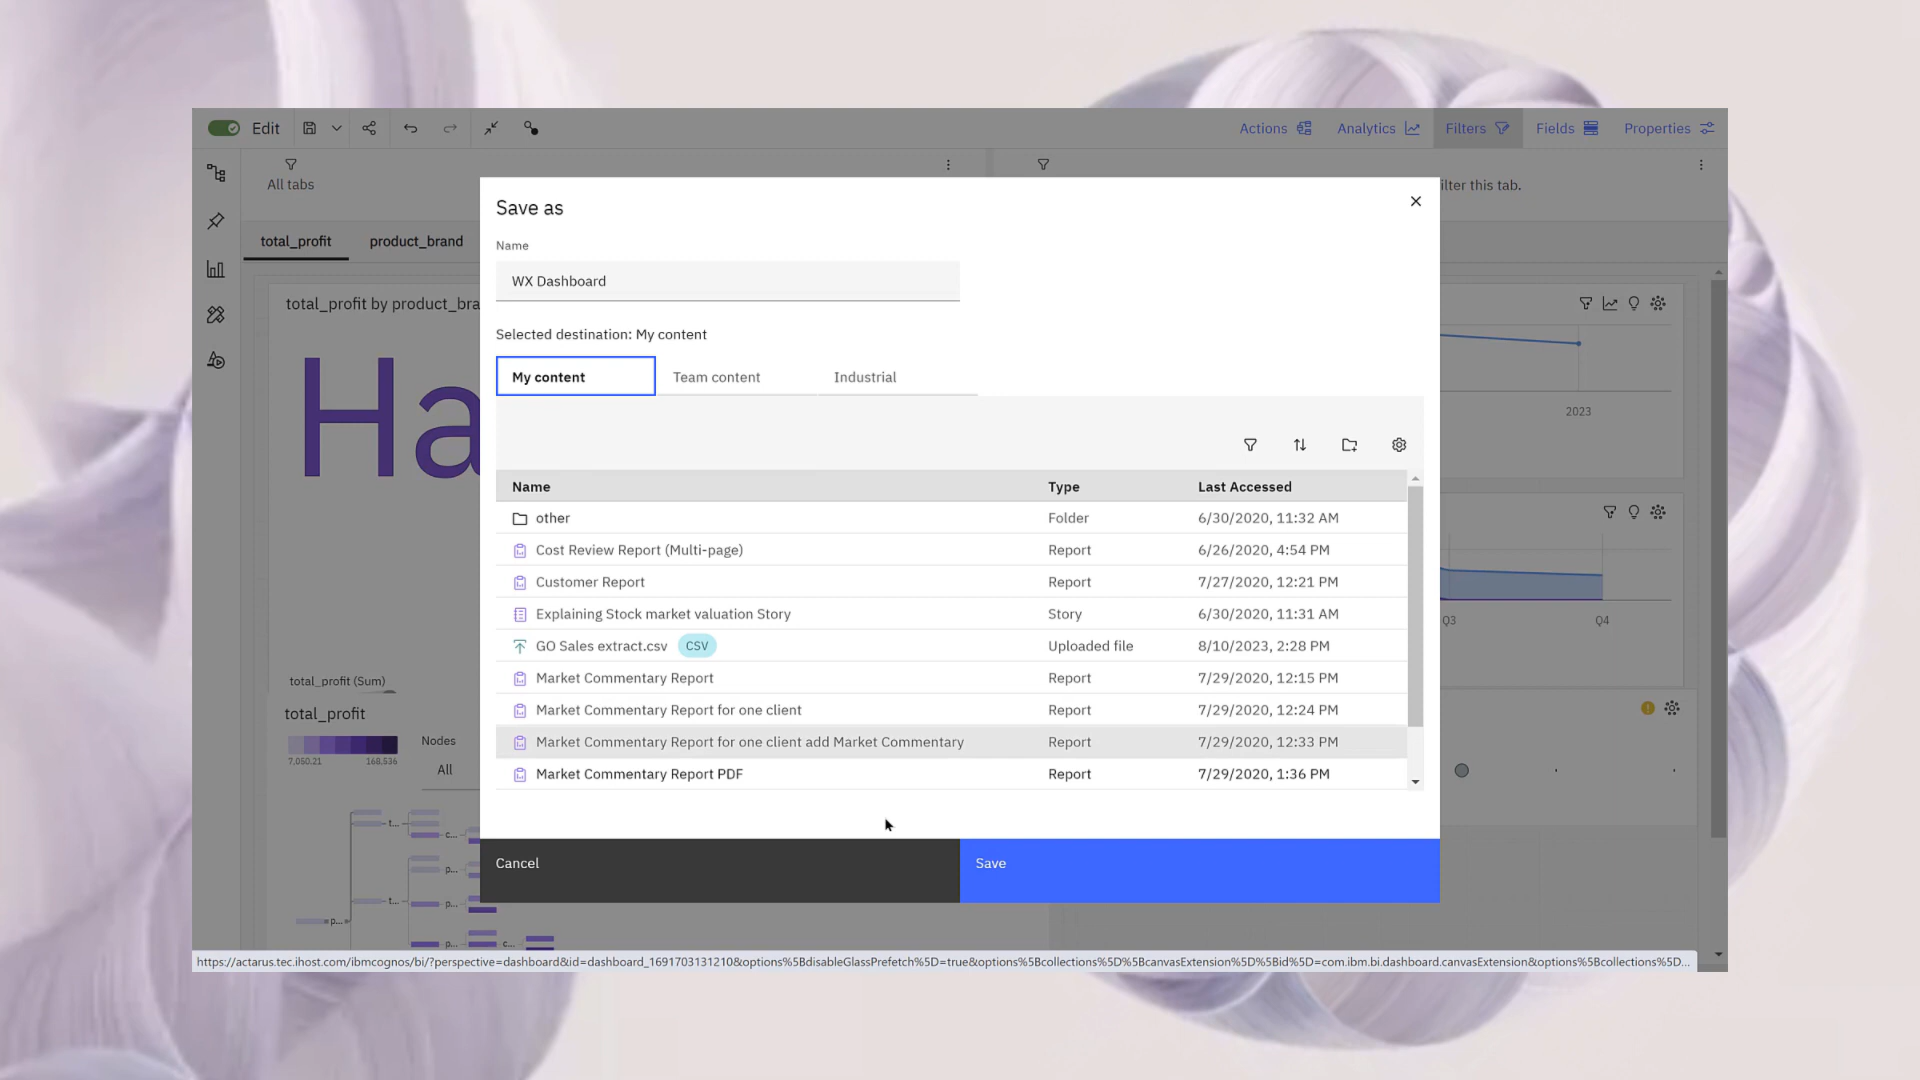 Edit
Actions
Analytics
Filters
Fields
Properties
All tabs
ilter this tab.
total_profit
product_brand
Save as
Name
WX Dashboard
Selected destination: My content
My content
Team content
Industrial
Name Type Last Accessed
other Folder 6/30/2020, 11:32 AM
Cost Review Report (Multi-page) Report 6/26/2020, 4:54 PM
Customer Report Report 7/27/2020, 12:21 PM
Explaining Stock market valuation Story Story 6/30/2020, 11:31 AM
GO Sales extract.csv CSV Uploaded file 8/10/2023, 2:28 PM
Market Commentary Report Report 7/29/2020, 12:15 PM
Market Commentary Report for one client Report 7/29/2020, 12:24 PM
Market Commentary Report for one client add Market Commentary Report 7/29/2020, 12:33 PM
Market Commentary Report PDF Report 7/29/2020, 1:36 PM
Cancel
Save
total_profit by product_bra
Ha
total_profit (Sum)
total_profit
7,050.21 168,536
Nodes
All
t...
c...
p...
t...
p...
p...
p... c...
2023
Q3 Q4
https://actarus.tec.ihost.com/ibmcognos/bi/?perspective=dashboard&id=dashboard_1691703131210&options%5BdisableGlassPrefetch%5D=true&options%5Bcollections%5D%5BcanvasExtension%5D%5Bid%5D=com.ibm.bi.dashboard.canvasExtension&options%5Bcollections%5D...